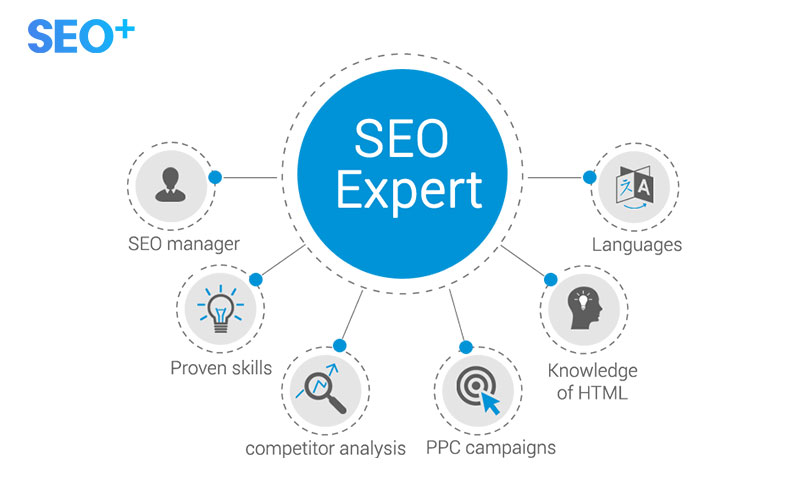 SEO+
SEO
Expert
SEO manager
Languages
Proven skills
Knowledge
of HTML
competitor analysis
PPC campaigns
A